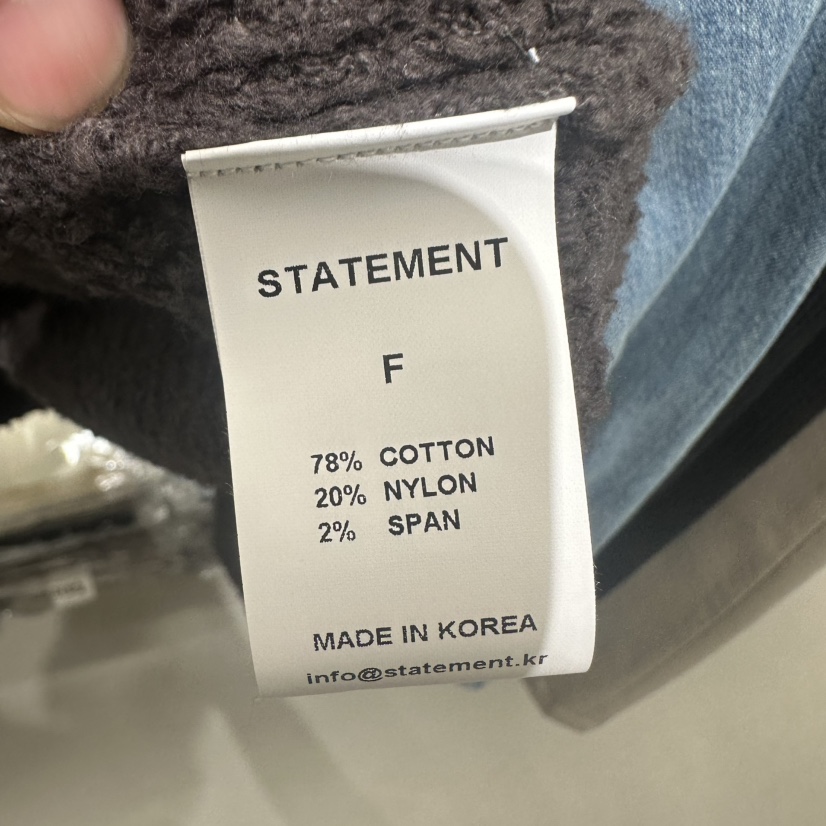 STATEMENT
F
78% COTTON
20% NYLON
2% SPAN
MADE IN KOREA
info@statement.kr